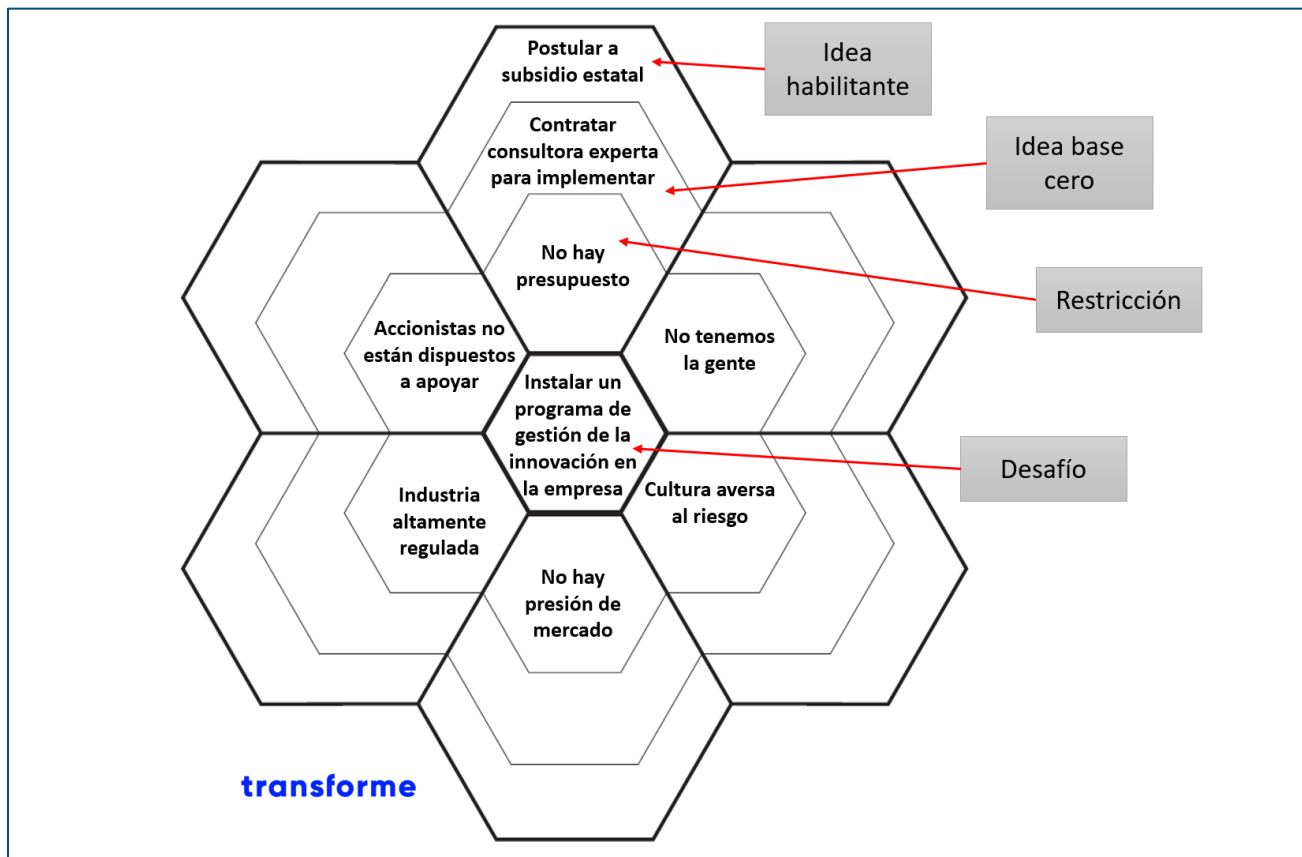 Postular a
subsidio estatal
Idea
habilitante
Contratar
consultora experta
para implementar
Idea base
cero
No hay
presupuesto
Restricción
Accionistas no
están dispuestos
a apoyar
No tenemos
la gente
Instalar un
programa de
gestión de la
innovación en
la empresa
Desafío
Industria
altamente
regulada
Cultura aversa
al riesgo
No hay
presión de
mercado
transforme